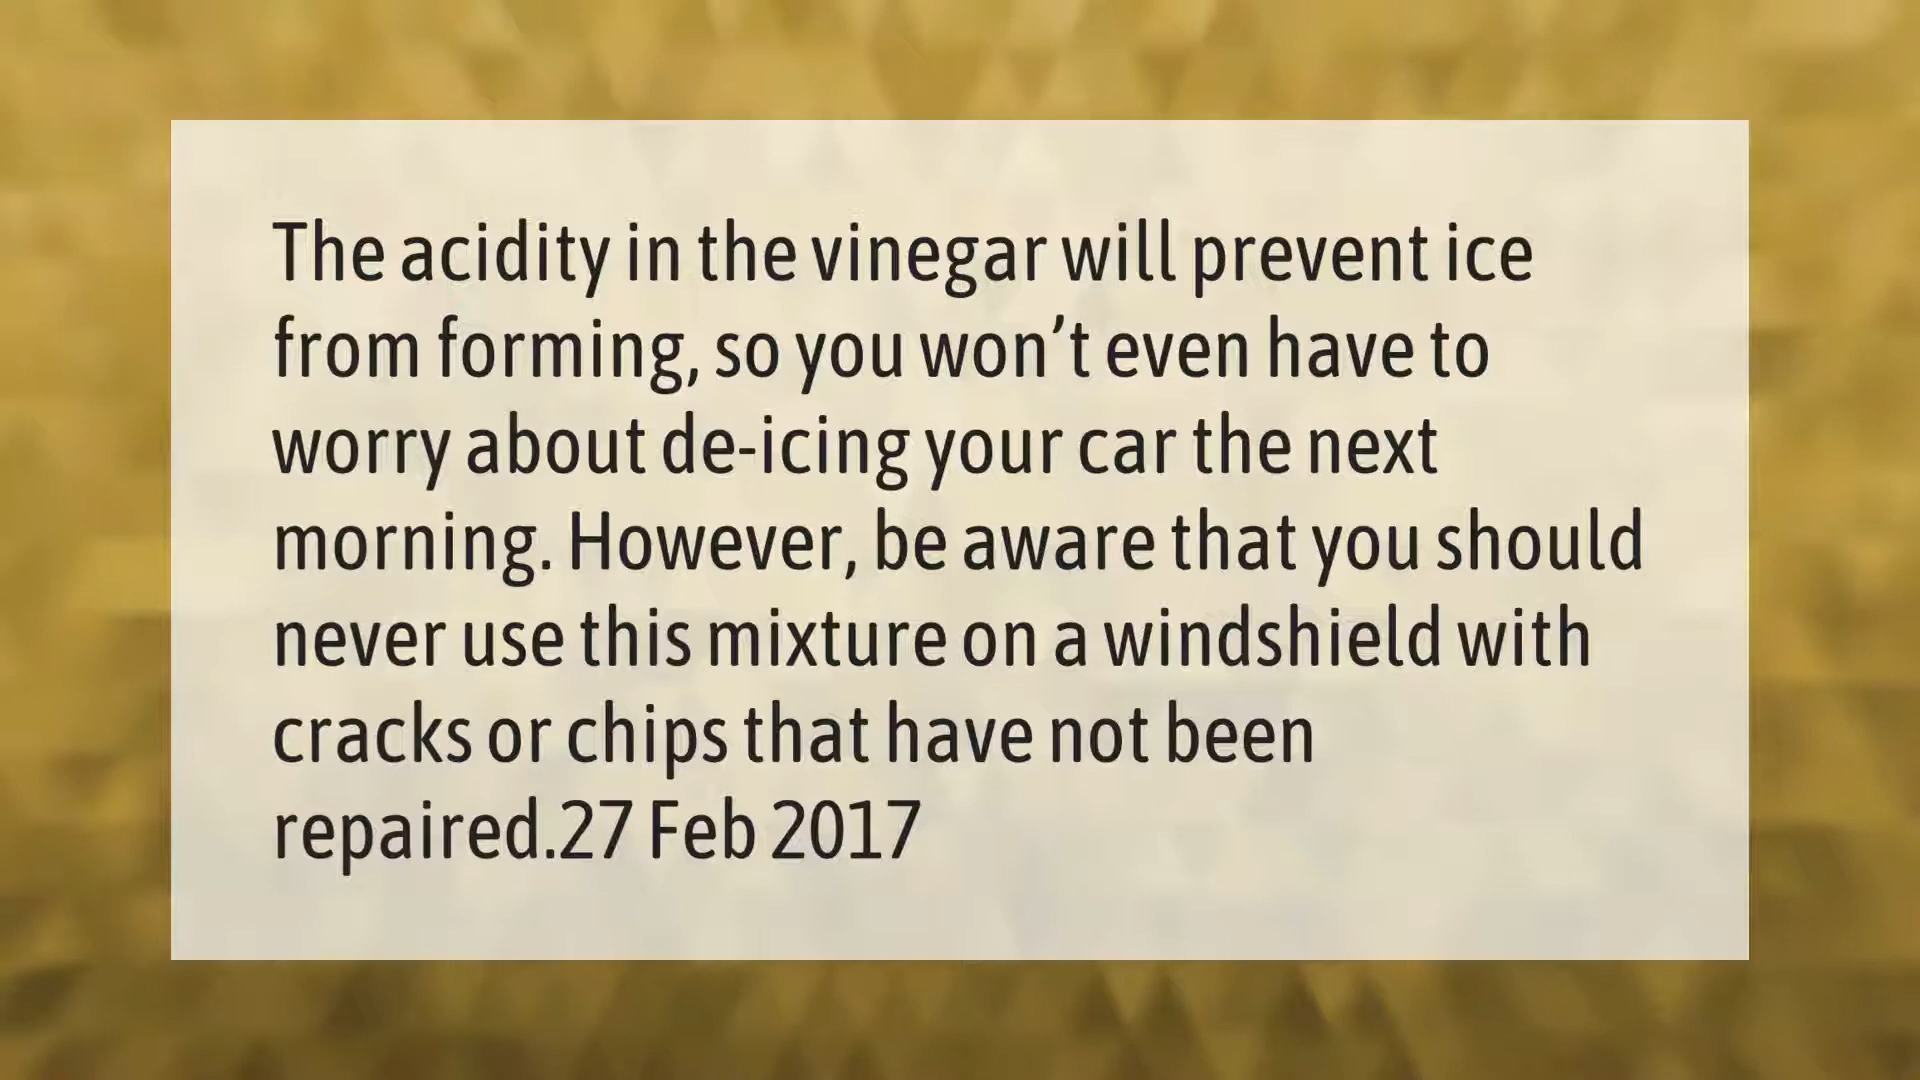 The acidity in the vinegar will prevent ice
from forming, so you won’t even have to
worry about de-icing your car the next
morning. However, be aware that you should
never use this mixture on a windshield with
cracks or chips that have not been
repaired.27 Feb 2017